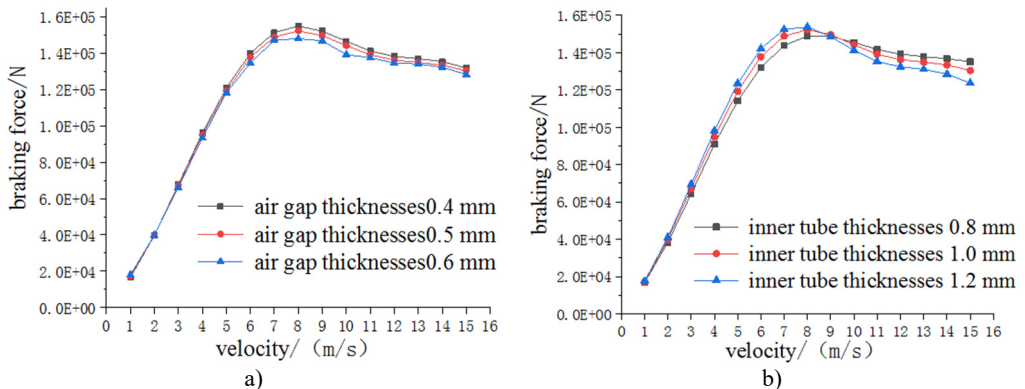 braking force/N
1.6E+05
1.4E+05
1.2E+05
1.0E+05
8.0E+04
6.0E+04
4.0E+04
2.0E+04
0.0E+00
air gap thicknesses0.4 mm
air gap thicknesses0.5 mm
air gap thicknesses0.6 mm
0 1 2 3 4 5 6 7 8 9 10 11 12 13 14 15 16
velocity/ （m/s）
a)
braking force/N
1.6E+05
1.4E+05
1.2E+05
1.0E+05
8.0E+04
6.0E+04
4.0E+04
2.0E+04
0.0E+00
inner tube thicknesses 0.8 mm
inner tube thicknesses 1.0 mm
inner tube thicknesses 1.2 mm
0 1 2 3 4 5 6 7 8 9 10 11 12 13 14 15 16
velocity/（m/s）
b)